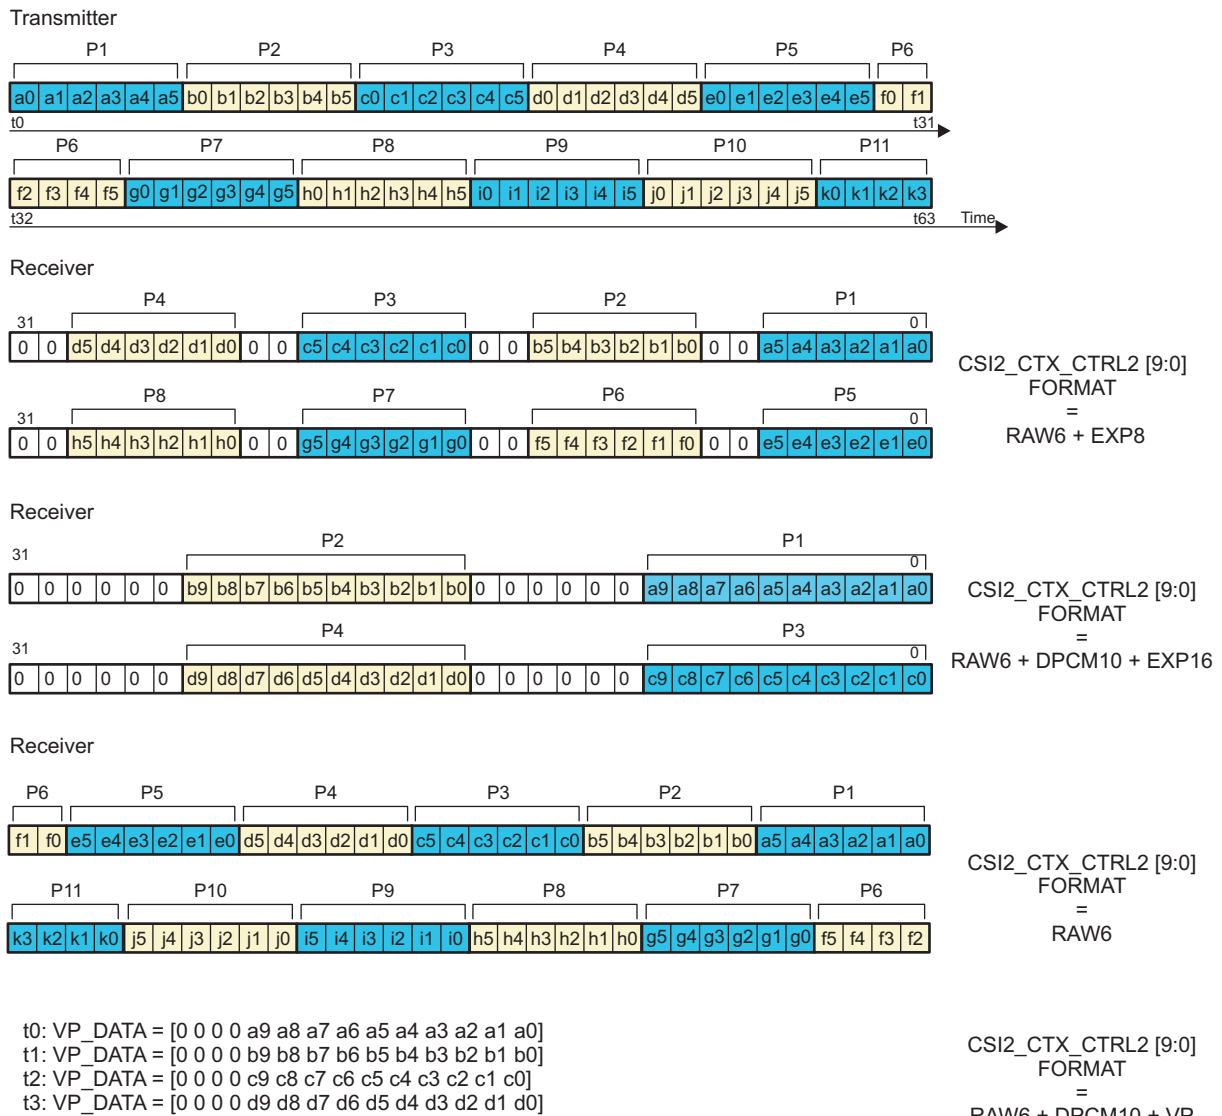 Transmitter
P1 P2 P3 P4 P5 P6
a0 a1 a2 a3 a4 a5 b0 b1 b2 b3 b4 b5 c0 c1 c2 c3 c4 c5 d0 d1 d2 d3 d4 d5 e0 e1 e2 e3 e4 e5 f0 f1
t0 t31
P6 P7 P8 P9 P10 P11
f2 f3 f4 f5 g0 g1 g2 g3 g4 g5 h0 h1 h2 h3 h4 h5 i0 i1 i2 i3 i4 i5 j0 j1 j2 j3 j4 j5 k0 k1 k2 k3
t32 t63 Time
Receiver
P4 P3 P2 P1
31 0
0 0 d5 d4 d3 d2 d1 d0 0 0 c5 c4 c3 c2 c1 c0 0 0 b5 b4 b3 b2 b1 b0 0 0 a5 a4 a3 a2 a1 a0
P8 P7 P6 P5
31 0
0 0 h5 h4 h3 h2 h1 h0 0 0 g5 g4 g3 g2 g1 g0 0 0 f5 f4 f3 f2 f1 f0 0 0 e5 e4 e3 e2 e1 e0
CSI2_CTX_CTRL2 [9:0]
FORMAT
=
RAW6 + EXP8
Receiver
P2 P1
31 0
0 0 0 0 0 0 b9 b8 b7 b6 b5 b4 b3 b2 b1 b0 0 0 0 0 0 0 a9 a8 a7 a6 a5 a4 a3 a2 a1 a0
P4 P3
31 0
0 0 0 0 0 0 d9 d8 d7 d6 d5 d4 d3 d2 d1 d0 0 0 0 0 0 0 c9 c8 c7 c6 c5 c4 c3 c2 c1 c0
CSI2_CTX_CTRL2 [9:0]
FORMAT
=
RAW6 + DPCM10 + EXP16
Receiver
P6 P5 P4 P3 P2 P1
f1 f0 e5 e4 e3 e2 e1 e0 d5 d4 d3 d2 d1 d0 c5 c4 c3 c2 c1 c0 b5 b4 b3 b2 b1 b0 a5 a4 a3 a2 a1 a0
P11 P10 P9 P8 P7 P6
k3 k2 k1 k0 j5 j4 j3 j2 j1 j0 i5 i4 i3 i2 i1 i0 h5 h4 h3 h2 h1 h0 g5 g4 g3 g2 g1 g0 f5 f4 f3 f2
CSI2_CTX_CTRL2 [9:0]
FORMAT
=
RAW6
t0: VP_DATA = [0 0 0 0 a9 a8 a7 a6 a5 a4 a3 a2 a1 a0]
t1: VP_DATA = [0 0 0 0 b9 b8 b7 b6 b5 b4 b3 b2 b1 b0]
t2: VP_DATA = [0 0 0 0 c9 c8 c7 c6 c5 c4 c3 c2 c1 c0]
t3: VP_DATA = [0 0 0 0 d9 d8 d7 d6 d5 d4 d3 d2 d1 d0]
CSI2_CTX_CTRL2 [9:0]
FORMAT
=
RAW6 + DPCM10 + VP